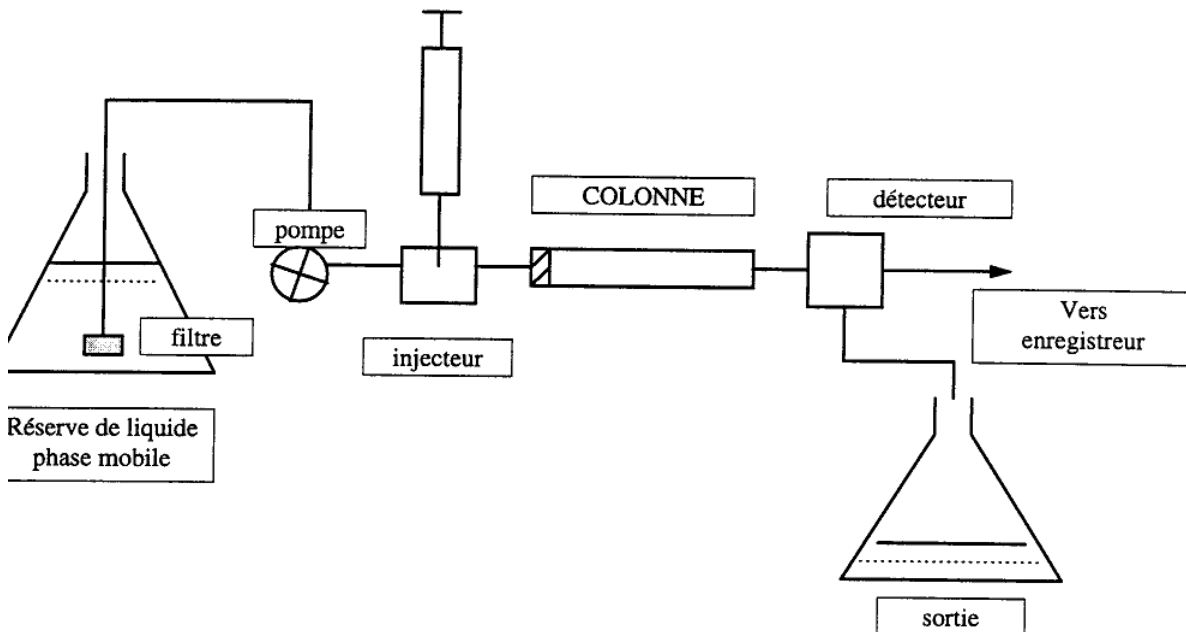 COLONNE
détecteur
pompe
filtre
injecteur
Vers
enregistreur
Réserve de liquide
phase mobile
sortie